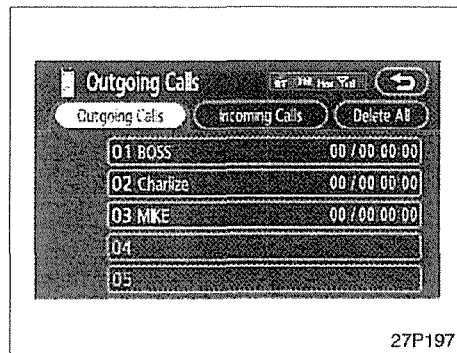 Outgoing Calls
Outgoing Calls Incoming Calls Delete All
01 BOSS 00/00 00:00
02 Charlize 00/00 00:00
03 MIKE 00/00 00:00
04
05
27P197